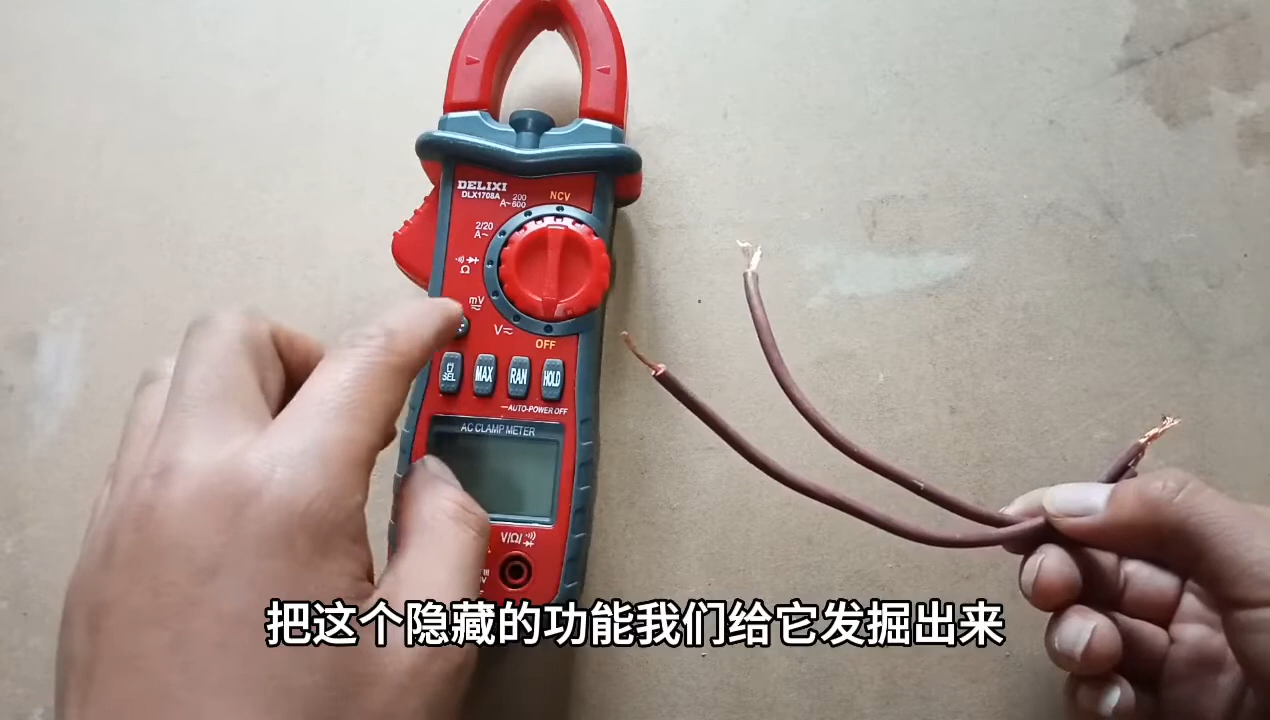 DELIXI
DLX1708A
200
A~600
NCV
2/20
A~
Ω
mV
V
OFF
SEL
MAX
RAN
HOLD
AUTO-POWER OFF
AC CLAMP METER
V/Ω/
把这个隐藏的功能我们给它发掘出来